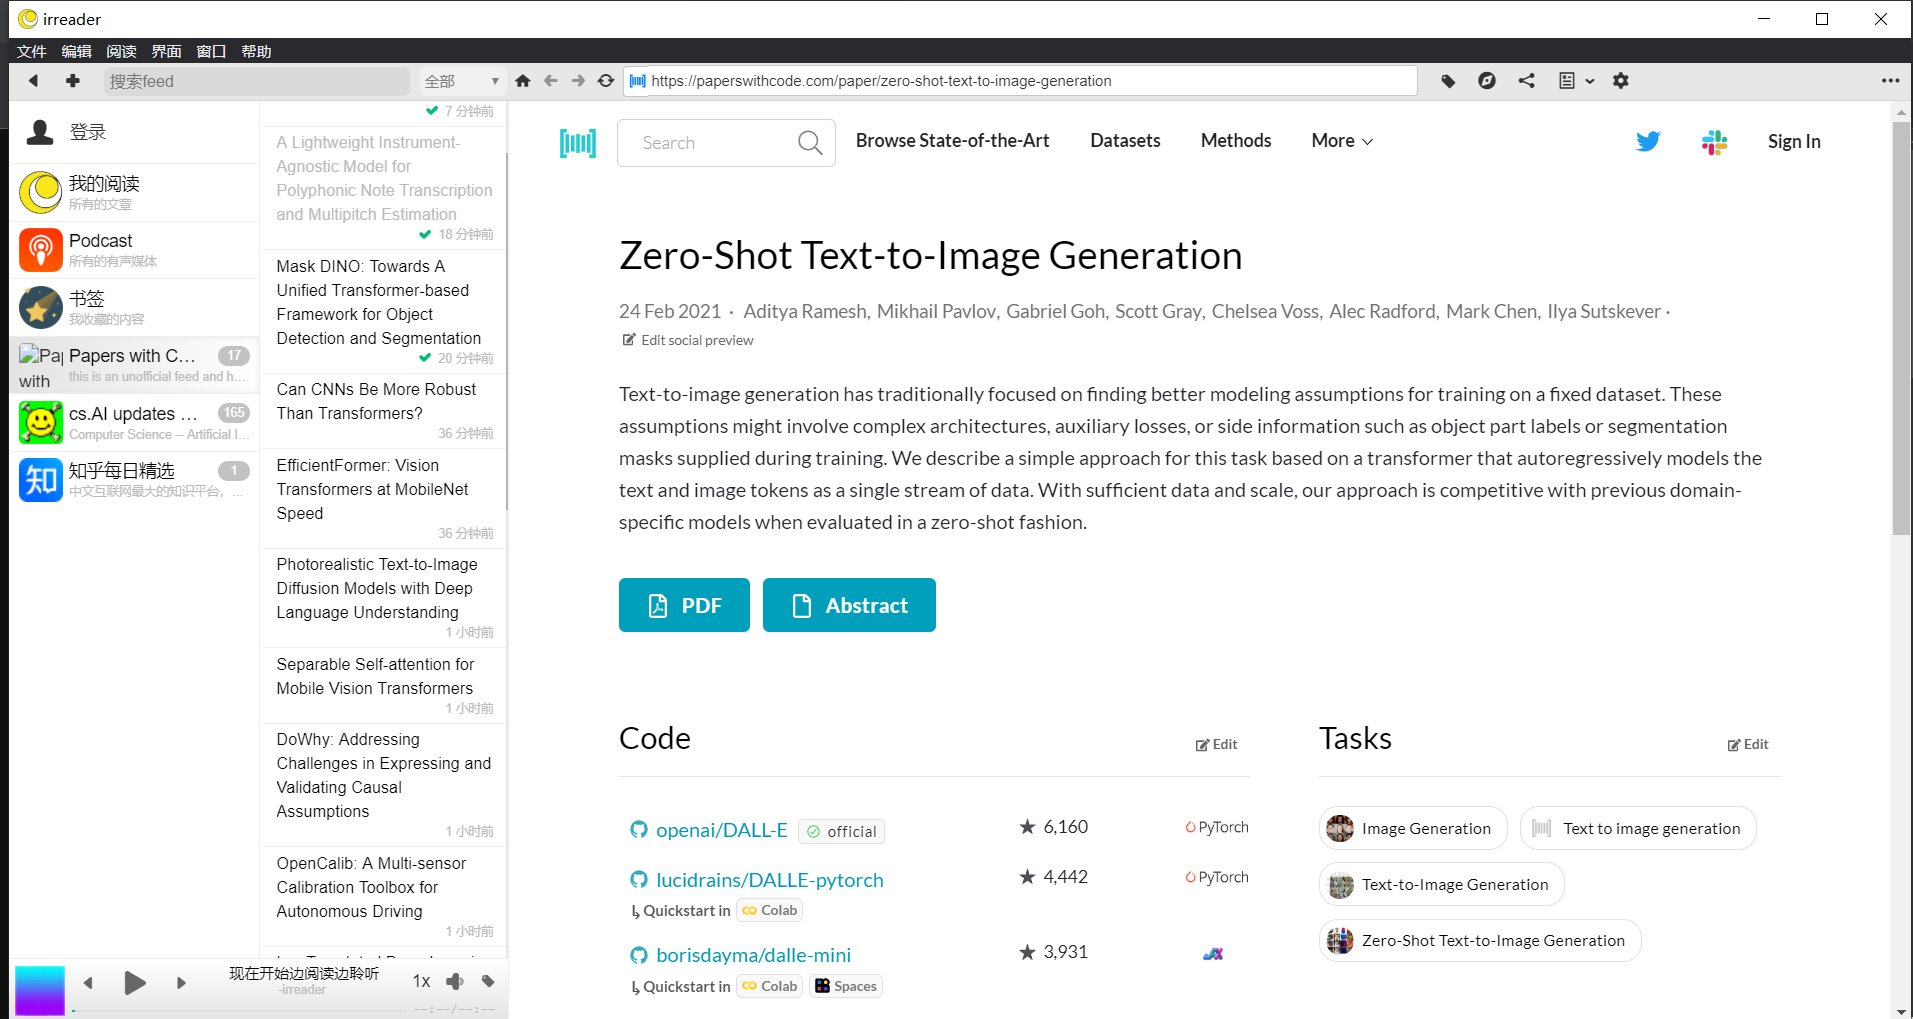 irreader
文件 编辑 阅读 界面 窗口 帮助
搜索feed 全部 https://paperswithcode.com/paper/zero-shot-text-to-image-generation
登录
我的阅读
所有的文章
Podcast
所有的有声媒体
书签
我收藏的内容
Pap
with
Papers with C... 17
this is an unofficial feed and h...
cs.AI updates ... 165
Computer Science -- Artificial I...
知
知乎每日精选 1
中文互联网最大的知识平台, ...
7 分钟前
A Lightweight Instrument-
Agnostic Model for
Polyphonic Note Transcription
and Multipitch Estimation
18 分钟前
Mask DINO: Towards A
Unified Transformer-based
Framework for Object
Detection and Segmentation
20 分钟前
Can CNNs Be More Robust
Than Transformers?
36 分钟前
EfficientFormer: Vision
Transformers at MobileNet
Speed
36 分钟前
Photorealistic Text-to-Image
Diffusion Models with Deep
Language Understanding
1 小时前
Separable Self-attention for
Mobile Vision Transformers
1 小时前
DoWhy: Addressing
Challenges in Expressing and
Validating Causal
Assumptions
1 小时前
OpenCalib: A Multi-sensor
Calibration Toolbox for
Autonomous Driving
1 小时前
现在开始边阅读边聆听
-irreader
1x
--:--/--:--
Search Browse State-of-the-Art Datasets Methods More Sign In
Zero-Shot Text-to-Image Generation
24 Feb 2021 · Aditya Ramesh, Mikhail Pavlov, Gabriel Goh, Scott Gray, Chelsea Voss, Alec Radford, Mark Chen, Ilya Sutskever ·
Edit social preview
Text-to-image generation has traditionally focused on finding better modeling assumptions for training on a fixed dataset. These
assumptions might involve complex architectures, auxiliary losses, or side information such as object part labels or segmentation
masks supplied during training. We describe a simple approach for this task based on a transformer that autoregressively models the
text and image tokens as a single stream of data. With sufficient data and scale, our approach is competitive with previous domain-
specific models when evaluated in a zero-shot fashion.
PDF Abstract
Code Edit
openai/DALL-E official 6,160 PyTorch
lucidrains/DALLE-pytorch 4,442 PyTorch
Quickstart in Colab
borisdayma/dalle-mini 3,931
Quickstart in Colab Spaces
Tasks Edit
Image Generation Text to image generation
Text-to-Image Generation
Zero-Shot Text-to-Image Generation